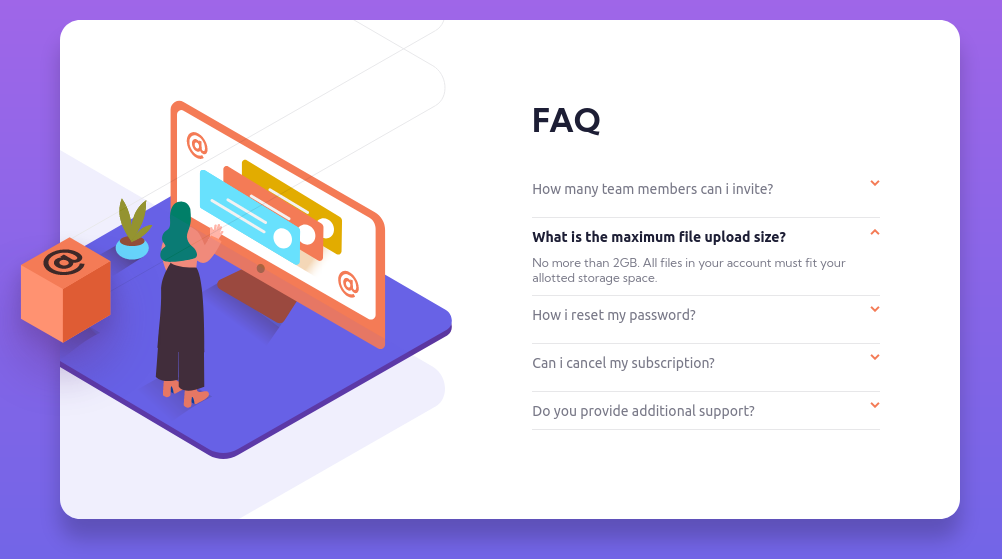 FAQ
How many team members can i invite?
What is the maximum file upload size?
No more than 2GB. All files in your account must fit your
allotted storage space.
How i reset my password?
Can i cancel my subscription?
Do you provide additional support?
@
@
@